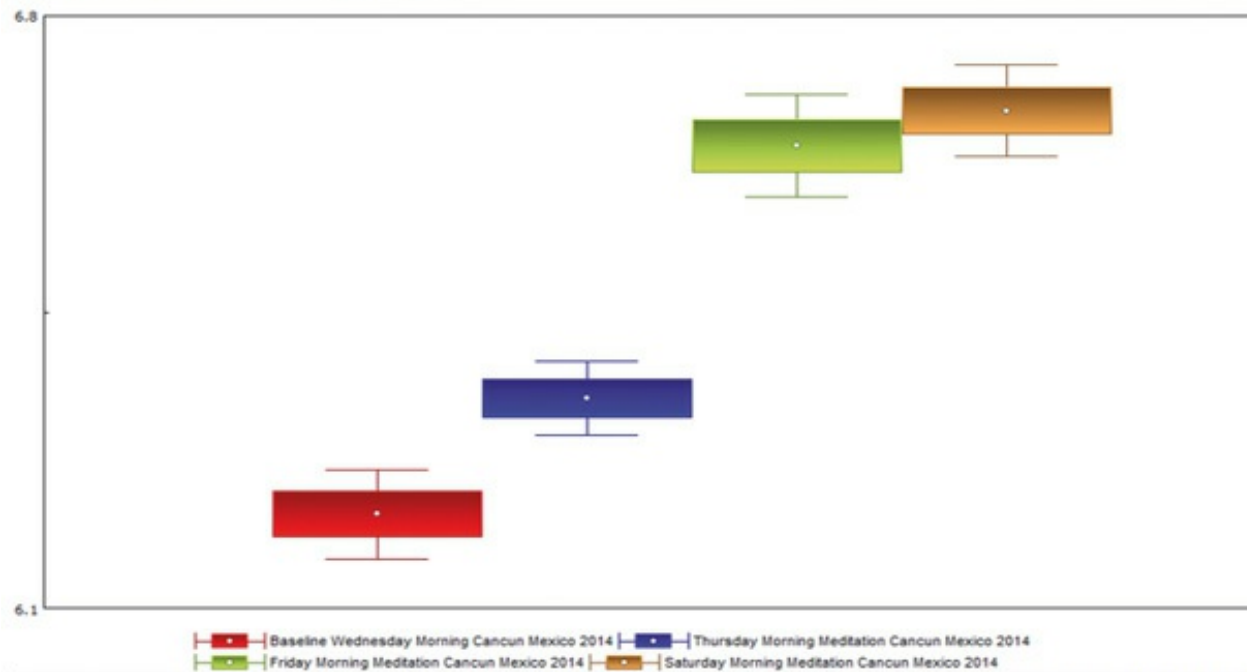 6.8
6.1
Baseline Wednesday Morning Cancun Mexico 2014 Thursday Morning Meditation Cancun Mexico 2014
Friday Morning Meditation Cancun Mexico 2014 Saturday Morning Meditation Cancun Mexico 2014